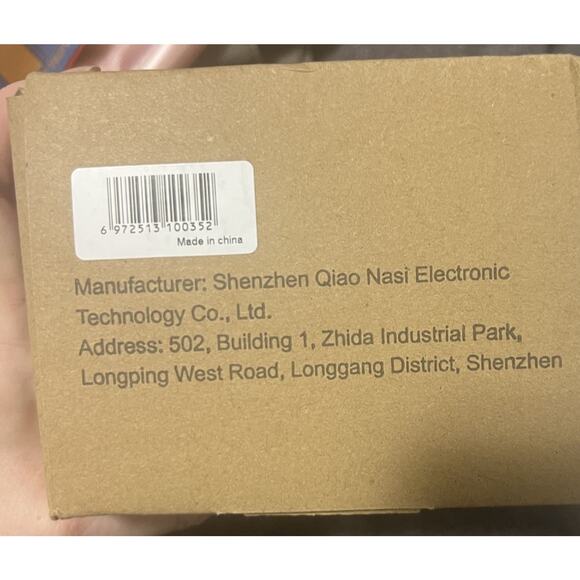 6 972513 100352
Made in china
Manufacturer: Shenzhen Qiao Nasi Electronic
Technology Co., Ltd.
Address: 502, Building 1, Zhida Industrial Park,
Longping West Road, Longgang District, Shenzhen